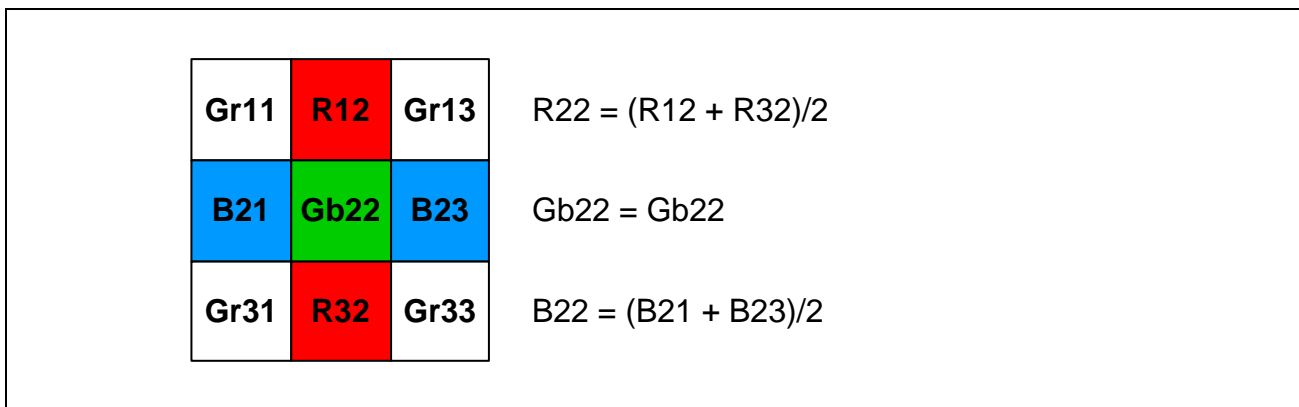 Gr11 R12 Gr13 R22 = (R12 + R32)/2
B21 Gb22 B23 Gb22 = Gb22
Gr31 R32 Gr33 B22 = (B21 + B23)/2